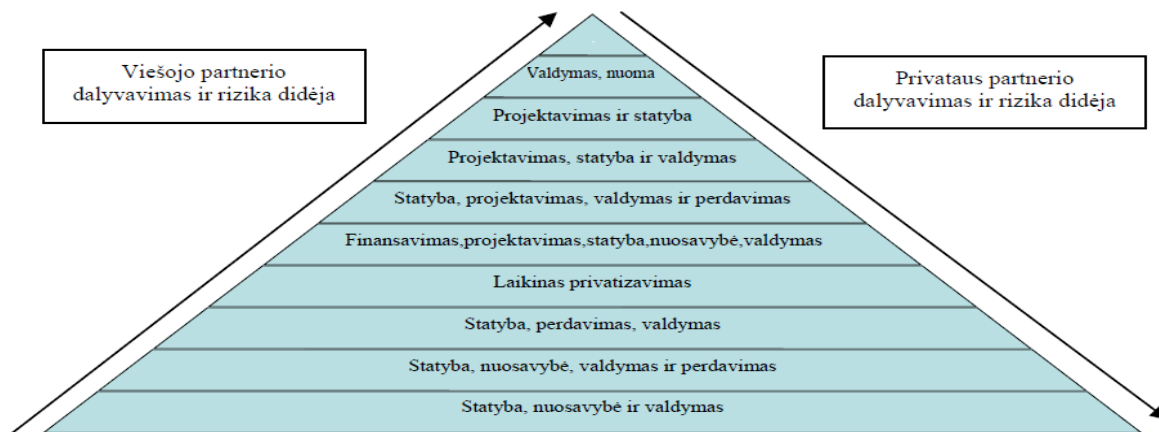 Viešojo partnerio
dalyvavimas ir rizika didėja
Privataus partnerio
dalyvavimas ir rizika didėja
Valdymas, nuoma
Projektavimas ir statyba
Projektavimas, statyba ir valdymas
Statyba, projektavimas, valdymas ir perdavimas
Finansavimas,projektavimas,statyba,nuosavybė,valdymas
Laikinas privatizavimas
Statyba, perdavimas, valdymas
Statyba, nuosavybė, valdymas ir perdavimas
Statyba, nuosavybė ir valdymas